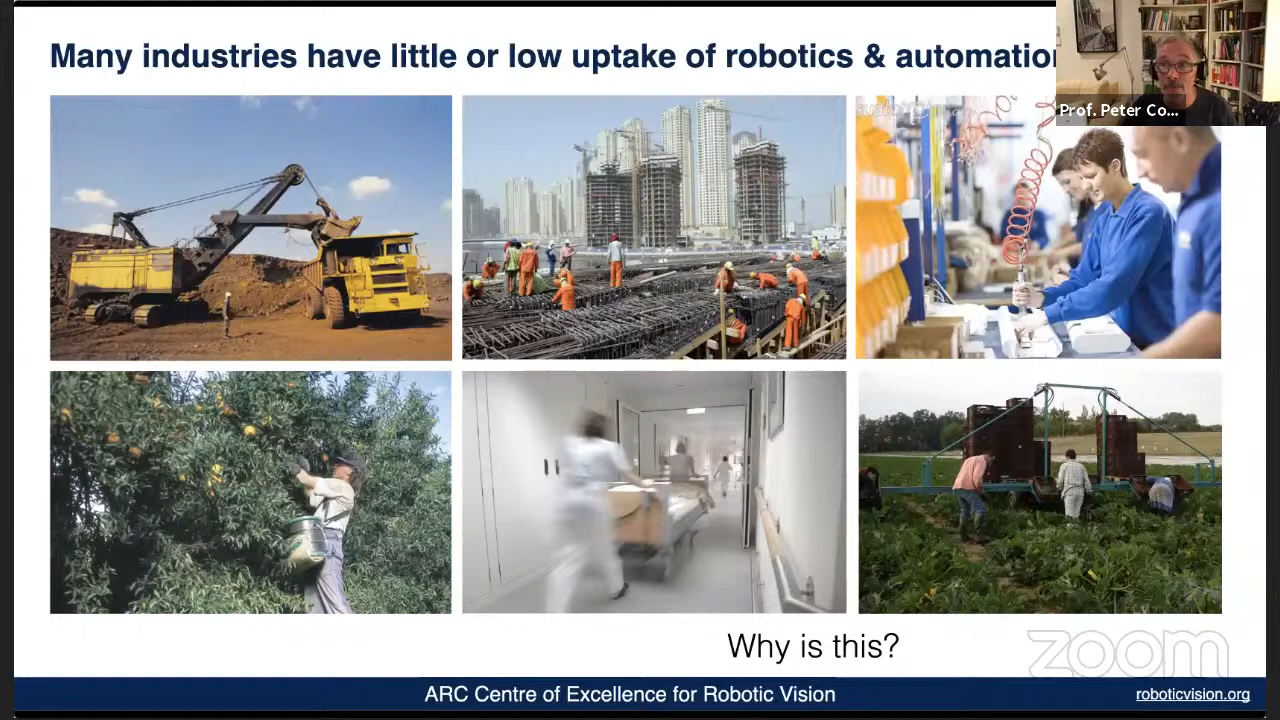 Many industries have little or low uptake of robotics & automation
Prof. Peter Co...
Why is this?
zoom
ARC Centre of Excellence for Robotic Vision
roboticvision.org